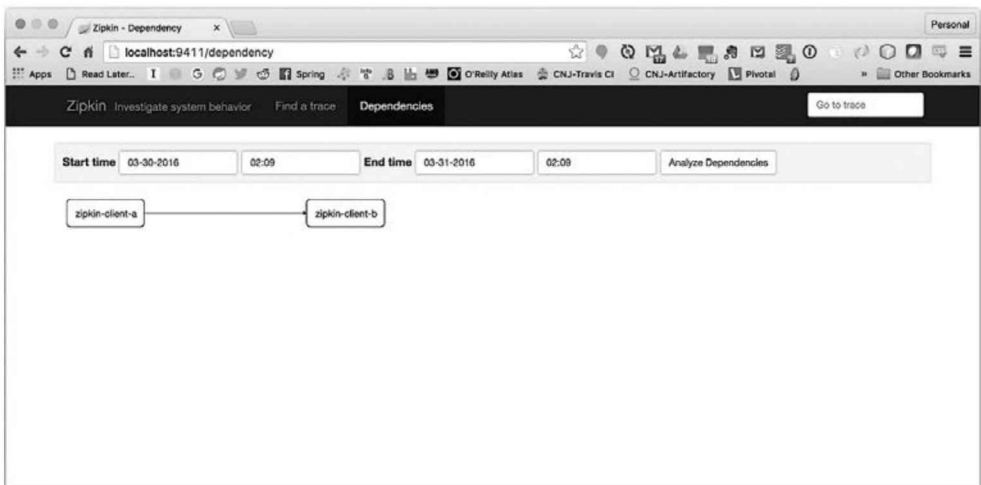 Zipkin - Dependency
Personal
localhost:9411/dependency
Apps Read Later.. Spring O'Reilly Atlas CNJ-Travis CI CNJ-Artifactory Pivotal » Other Bookmarks
Zipkin Investigate system behavior Find a trace Dependencies Go to trace
Start time 03-30-2016 02:09 End time 03-31-2016 02:09 Analyze Dependencies
zipkin-client-a zipkin-client-b